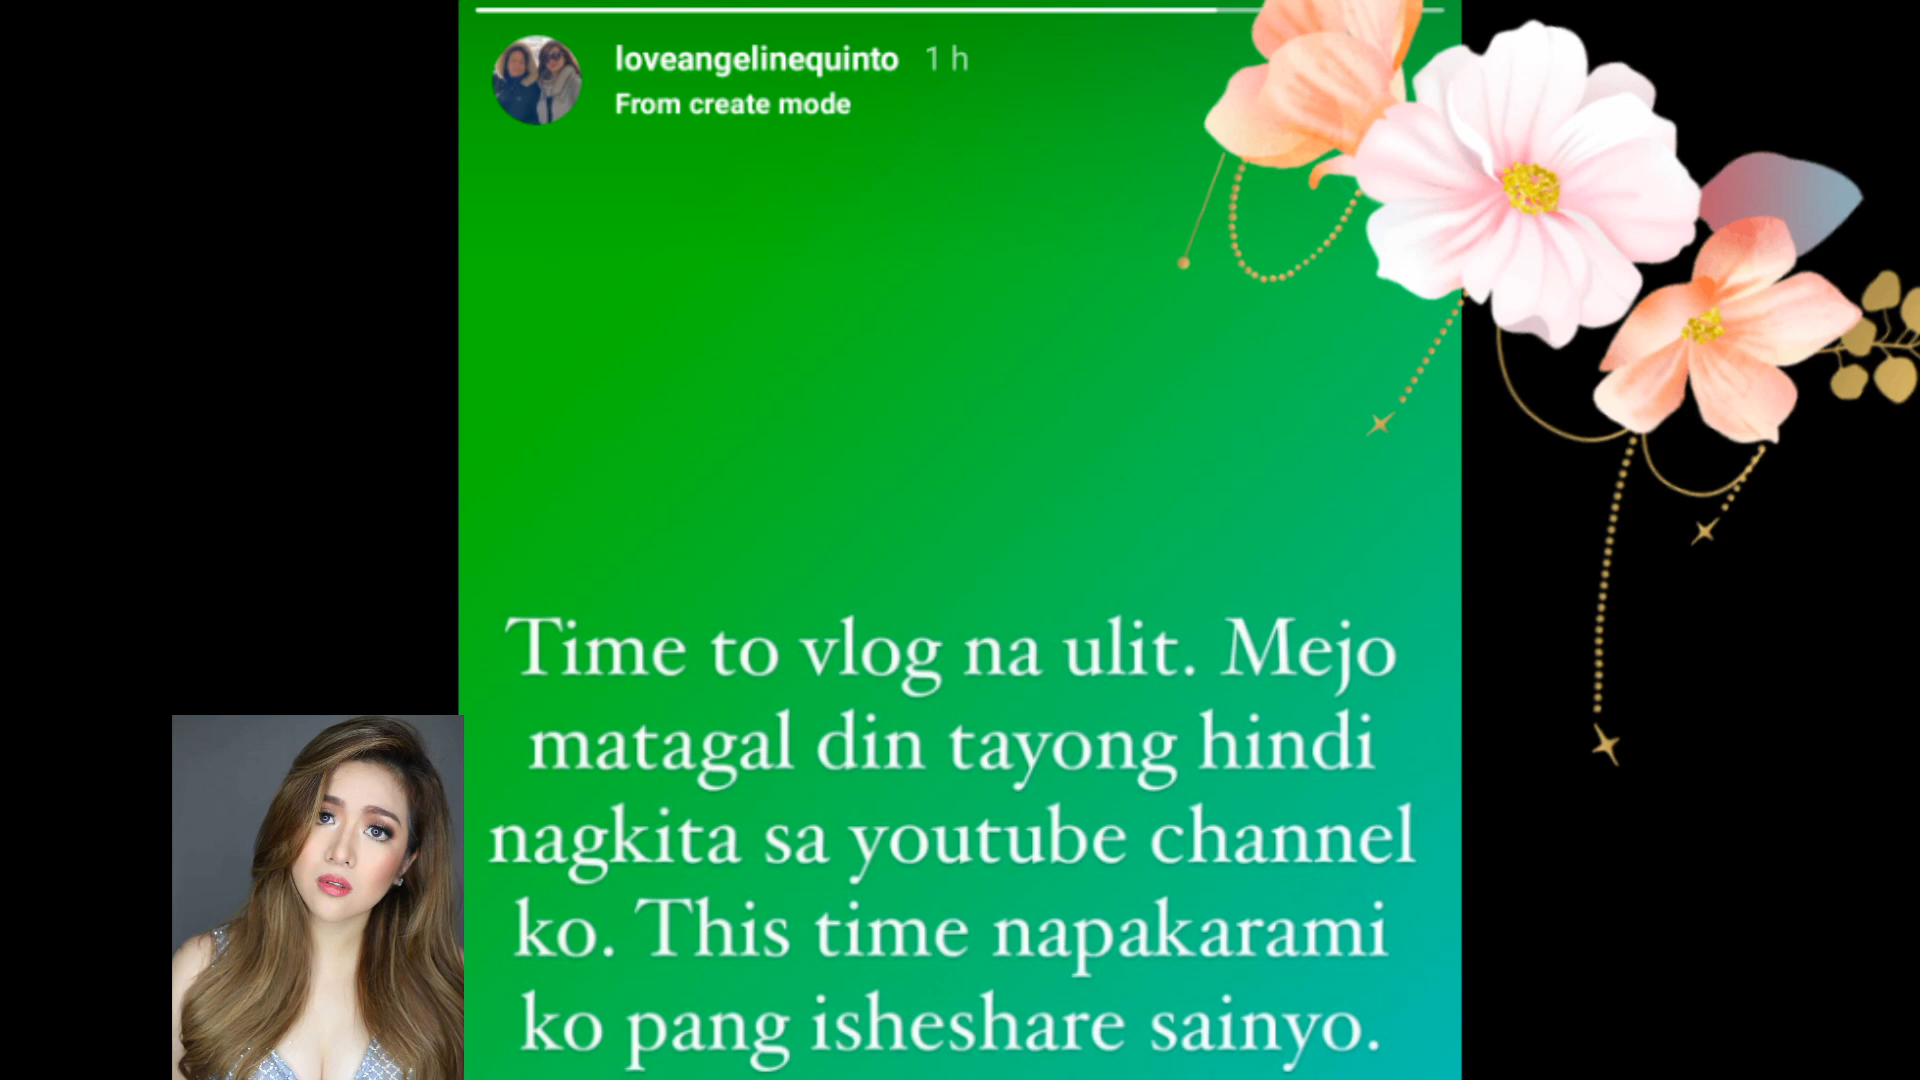 loveangelinequinto 1 h
From create mode
Time to vlog na ulit. Mejo
matagal din tayong hindi
nagkita sa youtube channel
ko. This time napakarami
ko pang isheshare sainyo.